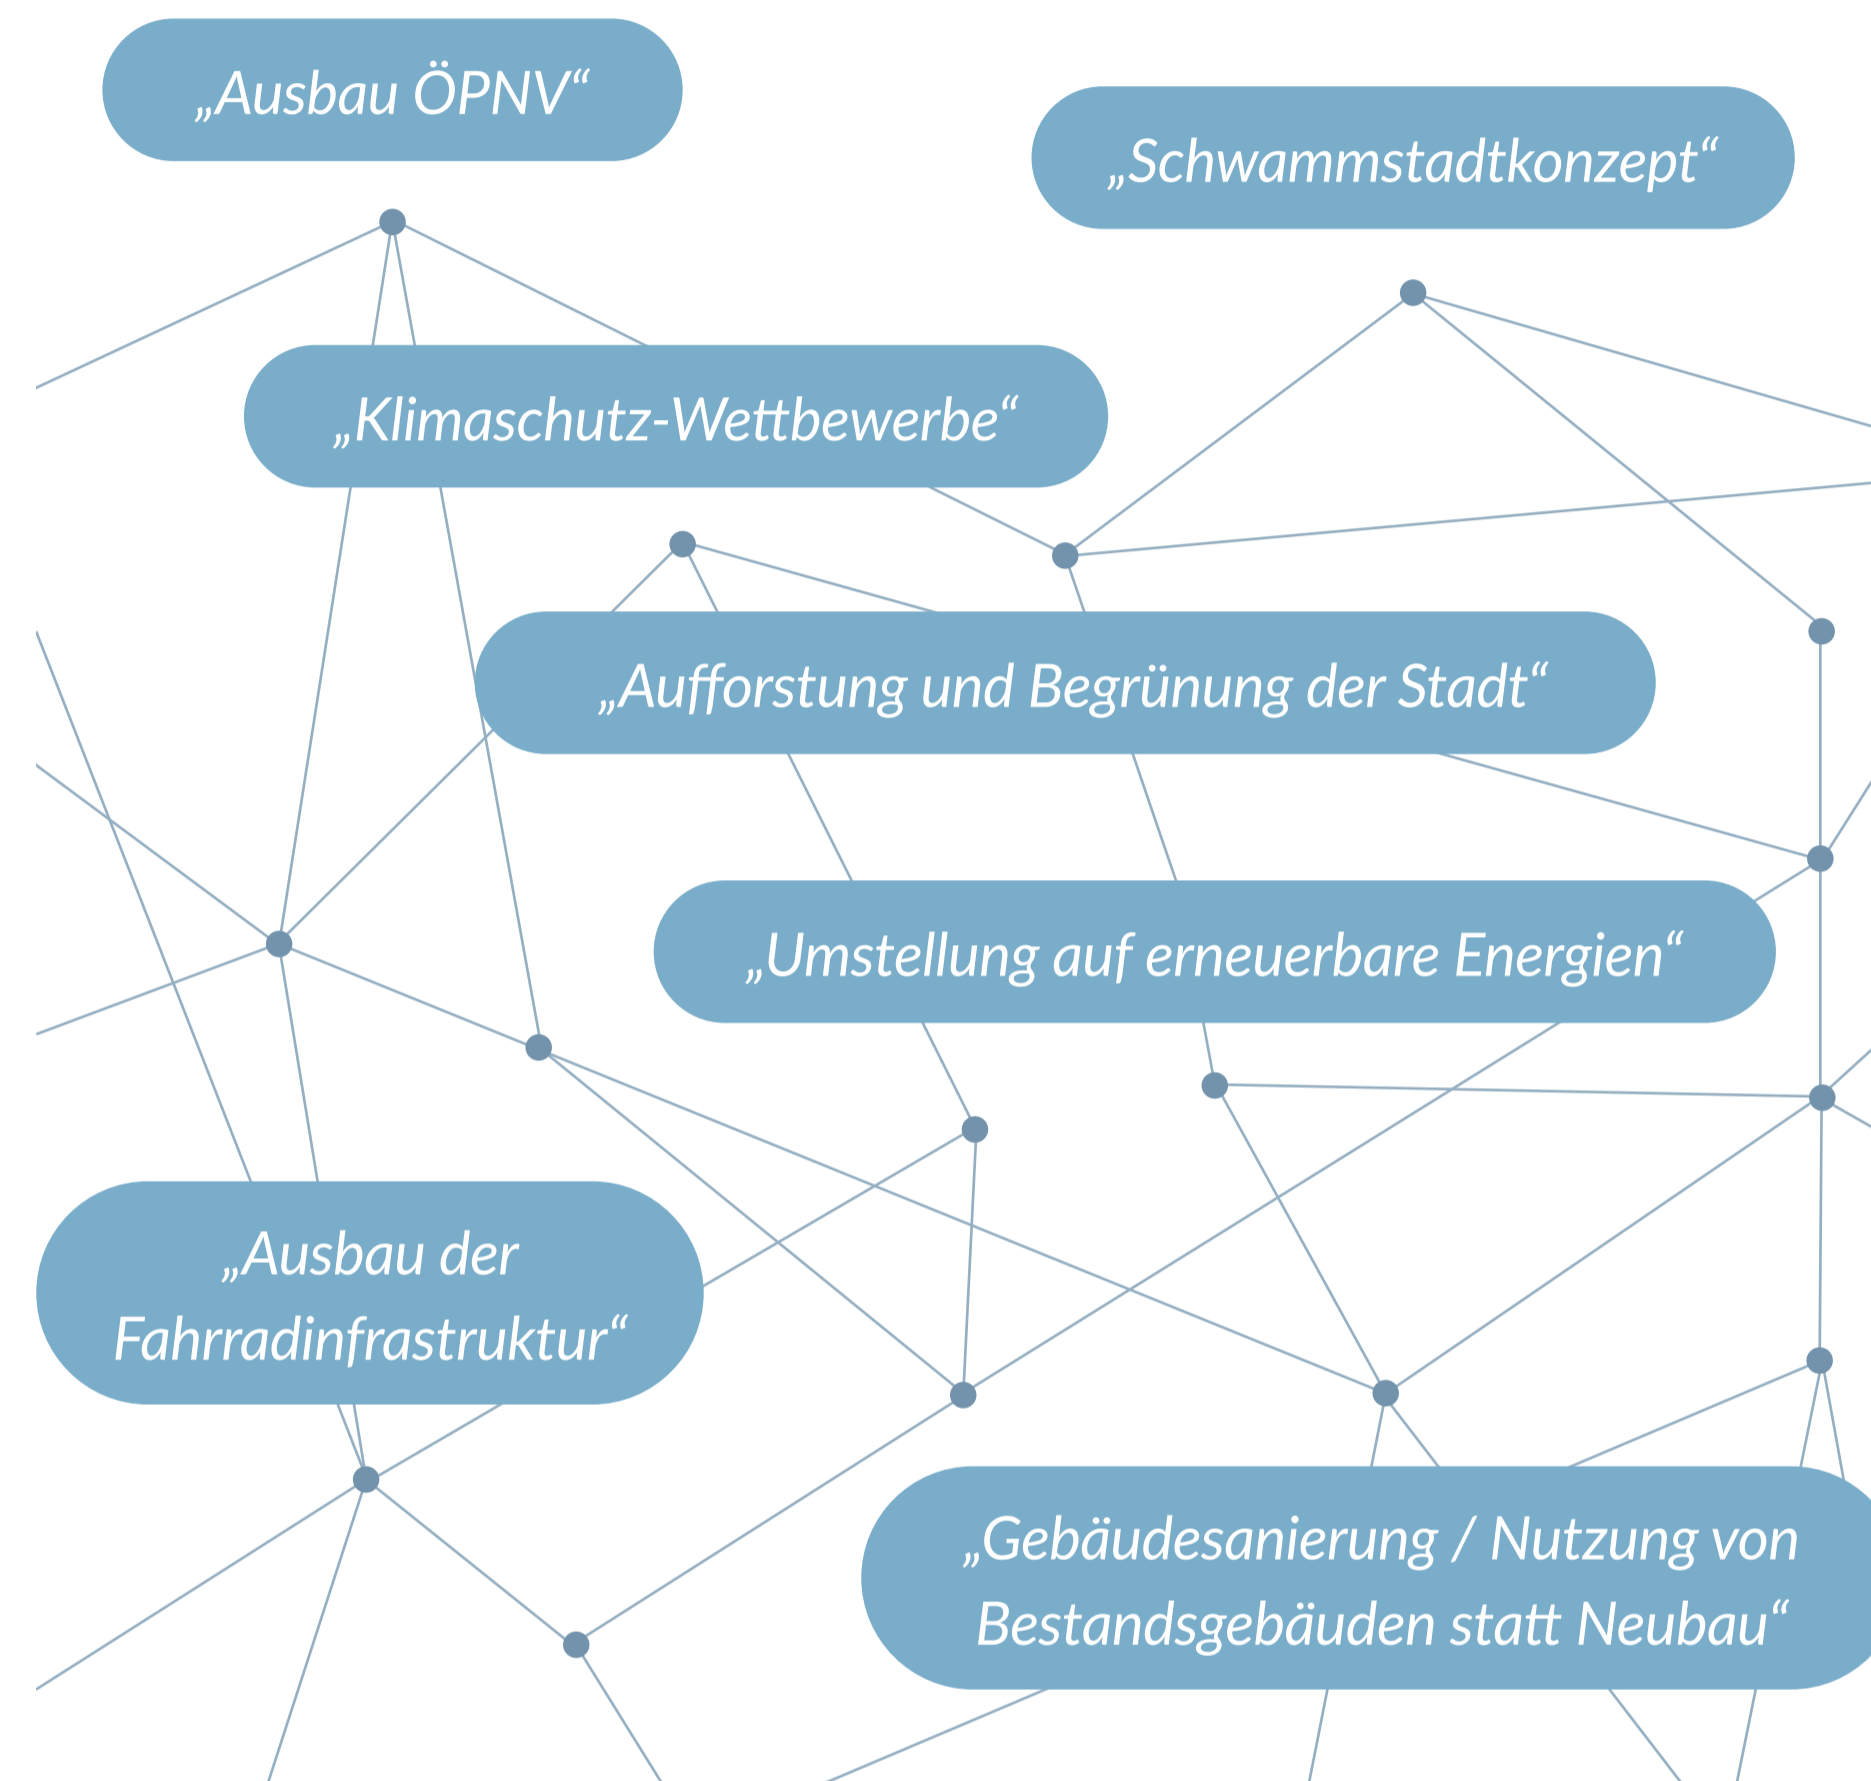 „Ausbau ÖPNV“
„Schwammstadtkonzept“
„Klimaschutz-Wettbewerbe“
„Aufforstung und Begrünung der Stadt“
„Umstellung auf erneuerbare Energien“
„Ausbau der
Fahrradinfrastruktur“
„Gebäudesanierung / Nutzung von
Bestandsgebäuden statt Neubau“